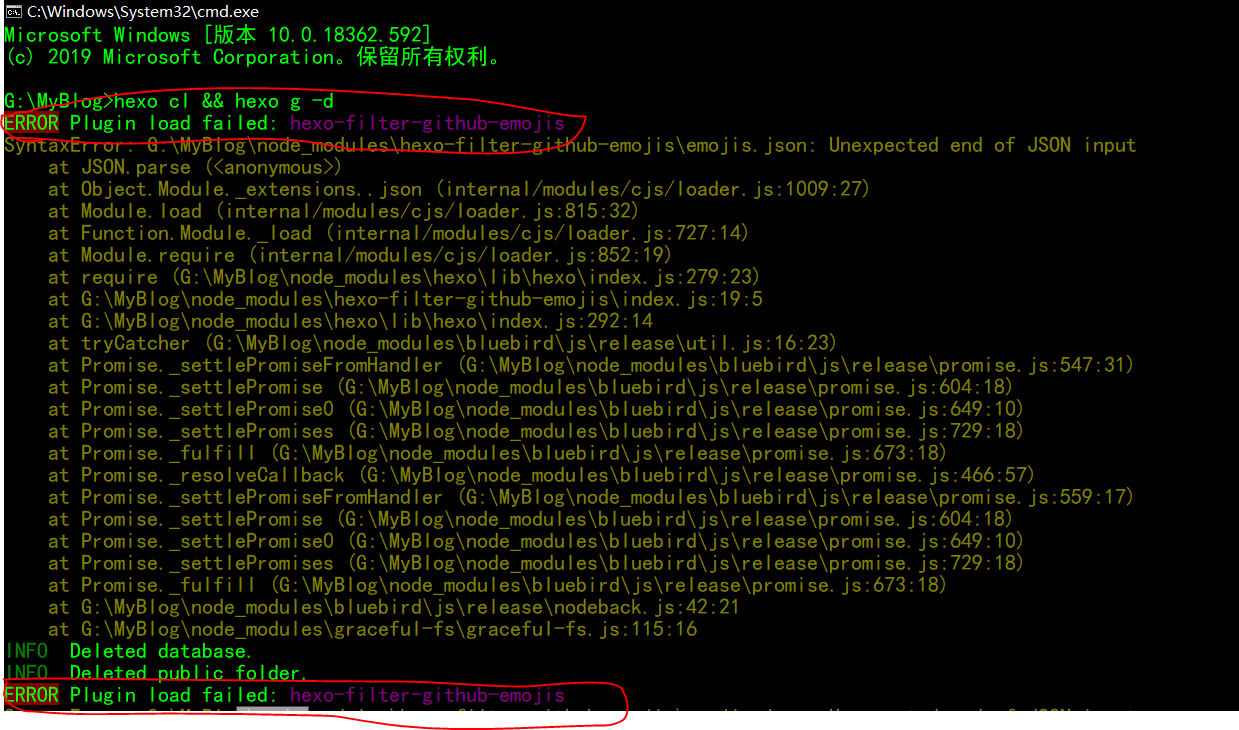 C:\Windows\System32\cmd.exe
Microsoft Windows [版本 10.0.18362.592]
(c) 2019 Microsoft Corporation。保留所有权利。
G:\MyBlog>hexo cl && hexo g -d
ERROR Plugin load failed: hexo-filter-github-emojis
SyntaxError: G:\MyBlog\node_modules\hexo-filter-github-emojis\emojis.json: Unexpected end of JSON input
at JSON.parse (<anonymous>)
at Object.Module._extensions..json (internal/modules/cjs/loader.js:1009:27)
at Module.load (internal/modules/cjs/loader.js:815:32)
at Function.Module._load (internal/modules/cjs/loader.js:727:14)
at Module.require (internal/modules/cjs/loader.js:852:19)
at require (G:\MyBlog\node_modules\hexo\lib\hexo\index.js:279:23)
at G:\MyBlog\node_modules\hexo-filter-github-emojis\index.js:19:5
at G:\MyBlog\node_modules\hexo\lib\hexo\index.js:292:14
at tryCatcher (G:\MyBlog\node_modules\bluebird\js\release\util.js:16:23)
at Promise._settlePromiseFromHandler (G:\MyBlog\node_modules\bluebird\js\release\promise.js:547:31)
at Promise._settlePromise (G:\MyBlog\node_modules\bluebird\js\release\promise.js:604:18)
at Promise._settlePromise0 (G:\MyBlog\node_modules\bluebird\js\release\promise.js:649:10)
at Promise._settlePromises (G:\MyBlog\node_modules\bluebird\js\release\promise.js:729:18)
at Promise._fulfill (G:\MyBlog\node_modules\bluebird\js\release\promise.js:673:18)
at Promise._resolveCallback (G:\MyBlog\node_modules\bluebird\js\release\promise.js:466:57)
at Promise._settlePromiseFromHandler (G:\MyBlog\node_modules\bluebird\js\release\promise.js:559:17)
at Promise._settlePromise (G:\MyBlog\node_modules\bluebird\js\release\promise.js:604:18)
at Promise._settlePromise0 (G:\MyBlog\node_modules\bluebird\js\release\promise.js:649:10)
at Promise._settlePromises (G:\MyBlog\node_modules\bluebird\js\release\promise.js:729:18)
at Promise._fulfill (G:\MyBlog\node_modules\bluebird\js\release\promise.js:673:18)
at G:\MyBlog\node_modules\bluebird\js\release\nodeback.js:42:21
at G:\MyBlog\node_modules\graceful-fs\graceful-fs.js:115:16
INFO Deleted database.
INFO Deleted public folder.
ERROR Plugin load failed: hexo-filter-github-emojis